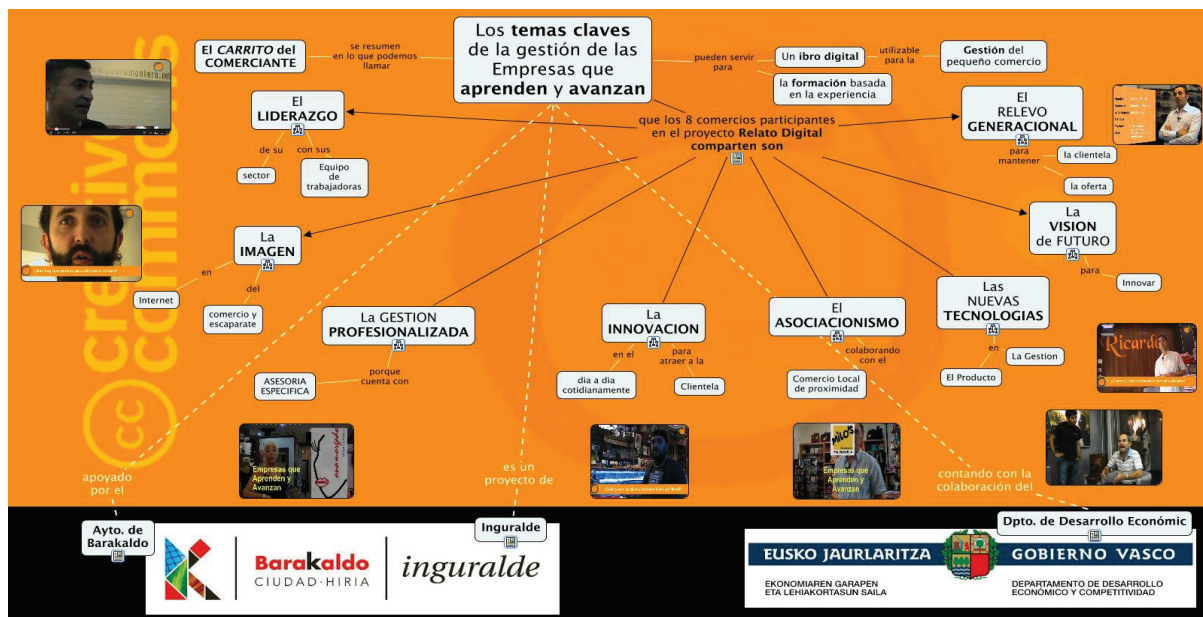 Los temas claves
de la gestión de las
Empresas que
aprenden y avanzan
se resumen
en lo que podemos
llamar
El CARRITO del
COMERCIANTE
pueden servir
para
Un ibro digital
utilizable
para la
Gestión del
pequeño comercio
la formación basada
en la experiencia
que los 8 comercios participantes
en el proyecto Relato Digital
comparten son
El
LIDERAZGO
de su
sector
con sus
Equipo
de
trabajadoras
El
RELEVO
GENERACIONAL
para
mantener
la clientela
la oferta
La
IMAGEN
en
Internet
del
comercio y
escaparate
La
VISION
de FUTURO
para
Innovar
La GESTION
PROFESIONALIZADA
porque
cuenta con
ASESORIA
ESPECIFICA
La
INNOVACION
en el
dia a dia
cotidianamente
para
atraer a la
Clientela
El
ASOCIACIONISMO
colaborando
con el
Comercio Local
de proximidad
Las
NUEVAS
TECNOLOGIAS
en
La Gestion
El Producto
Ricardo
Empresas que
Aprenden y
Avanzan
MILO'S
Empresas que
Aprenden y
Avanzan
cc creative
commons
apoyado
por el
es un
proyecto de
contando con la
colaboración del
Ayto. de
Barakaldo
Inguralde
Dpto. de Desarrollo Económic
Barakaldo
CIUDAD·HIRIA
inguralde
EUSKO JAURLARITZA
GOBIERNO VASCO
EKONOMIAREN GARAPEN
ETA LEHIAKORTASUN SAILA
DEPARTAMENTO DE DESARROLLO
ECONÓMICO Y COMPETITIVIDAD